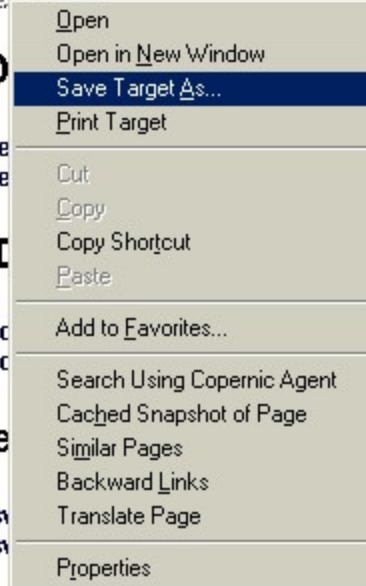 Open
Open in New Window
Save Target As...
Print Target
Cut
Copy
Copy Shortcut
Paste
Add to Favorites...
Search Using Copernic Agent
Cached Snapshot of Page
Similar Pages
Backward Links
Translate Page
Properties